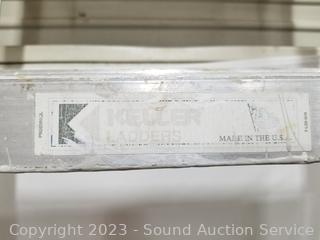 KELLER
LADDERS
MADE IN THE U.S.
Copyright 2023 - Sound Auction Service